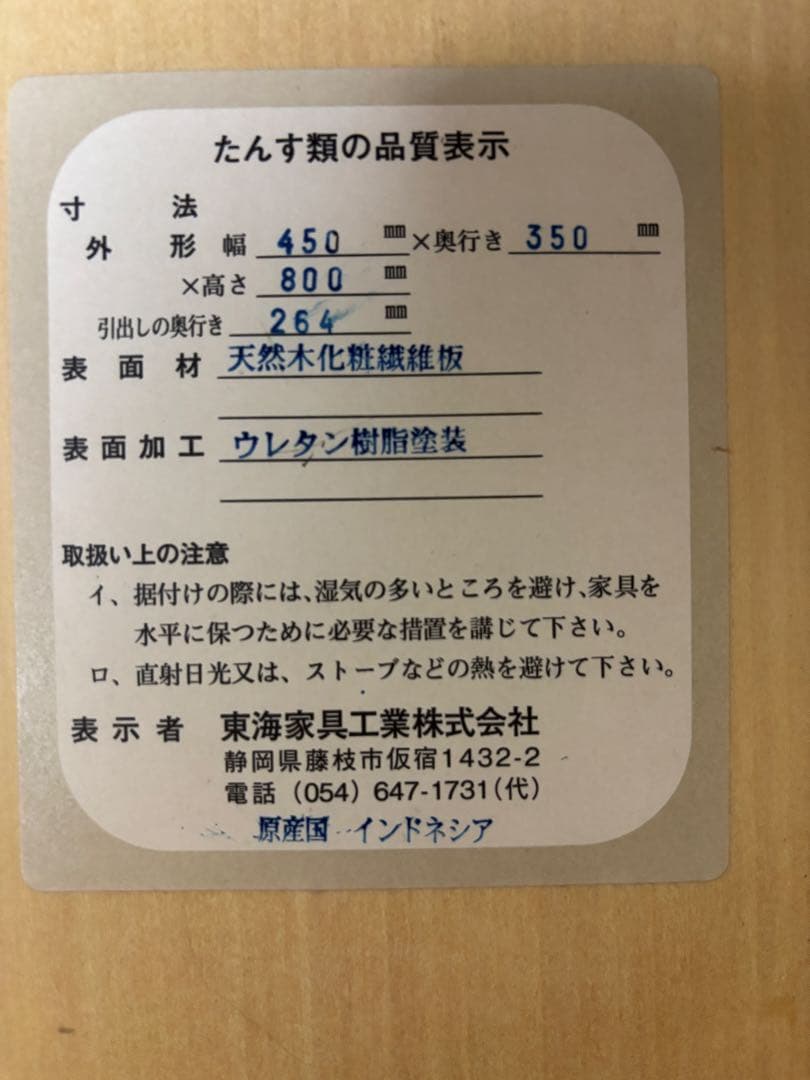 たんす類の品質表示
寸法
外形 幅 450 mm ×奥行き 350 mm
×高さ 800 mm
引出しの奥行き 264 mm
表面材 天然木化粧繊維板
表面加工 ウレタン樹脂塗装
取扱い上の注意
イ、据付けの際には、湿気の多いところを避け、家具を
水平に保つために必要な措置を講じて下さい。
ロ、直射日光又は、ストーブなどの熱を避けて下さい。
表示者 東海家具工業株式会社
静岡県藤枝市仮宿1432-2
電話(054)647-1731(代)
原産国 インドネシア